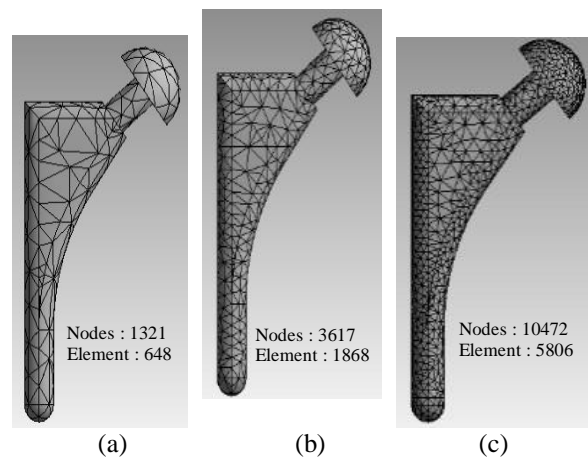 Nodes : 1321
Element : 648
Nodes : 3617
Element : 1868
Nodes : 10472
Element : 5806
(a)
(b)
(c)